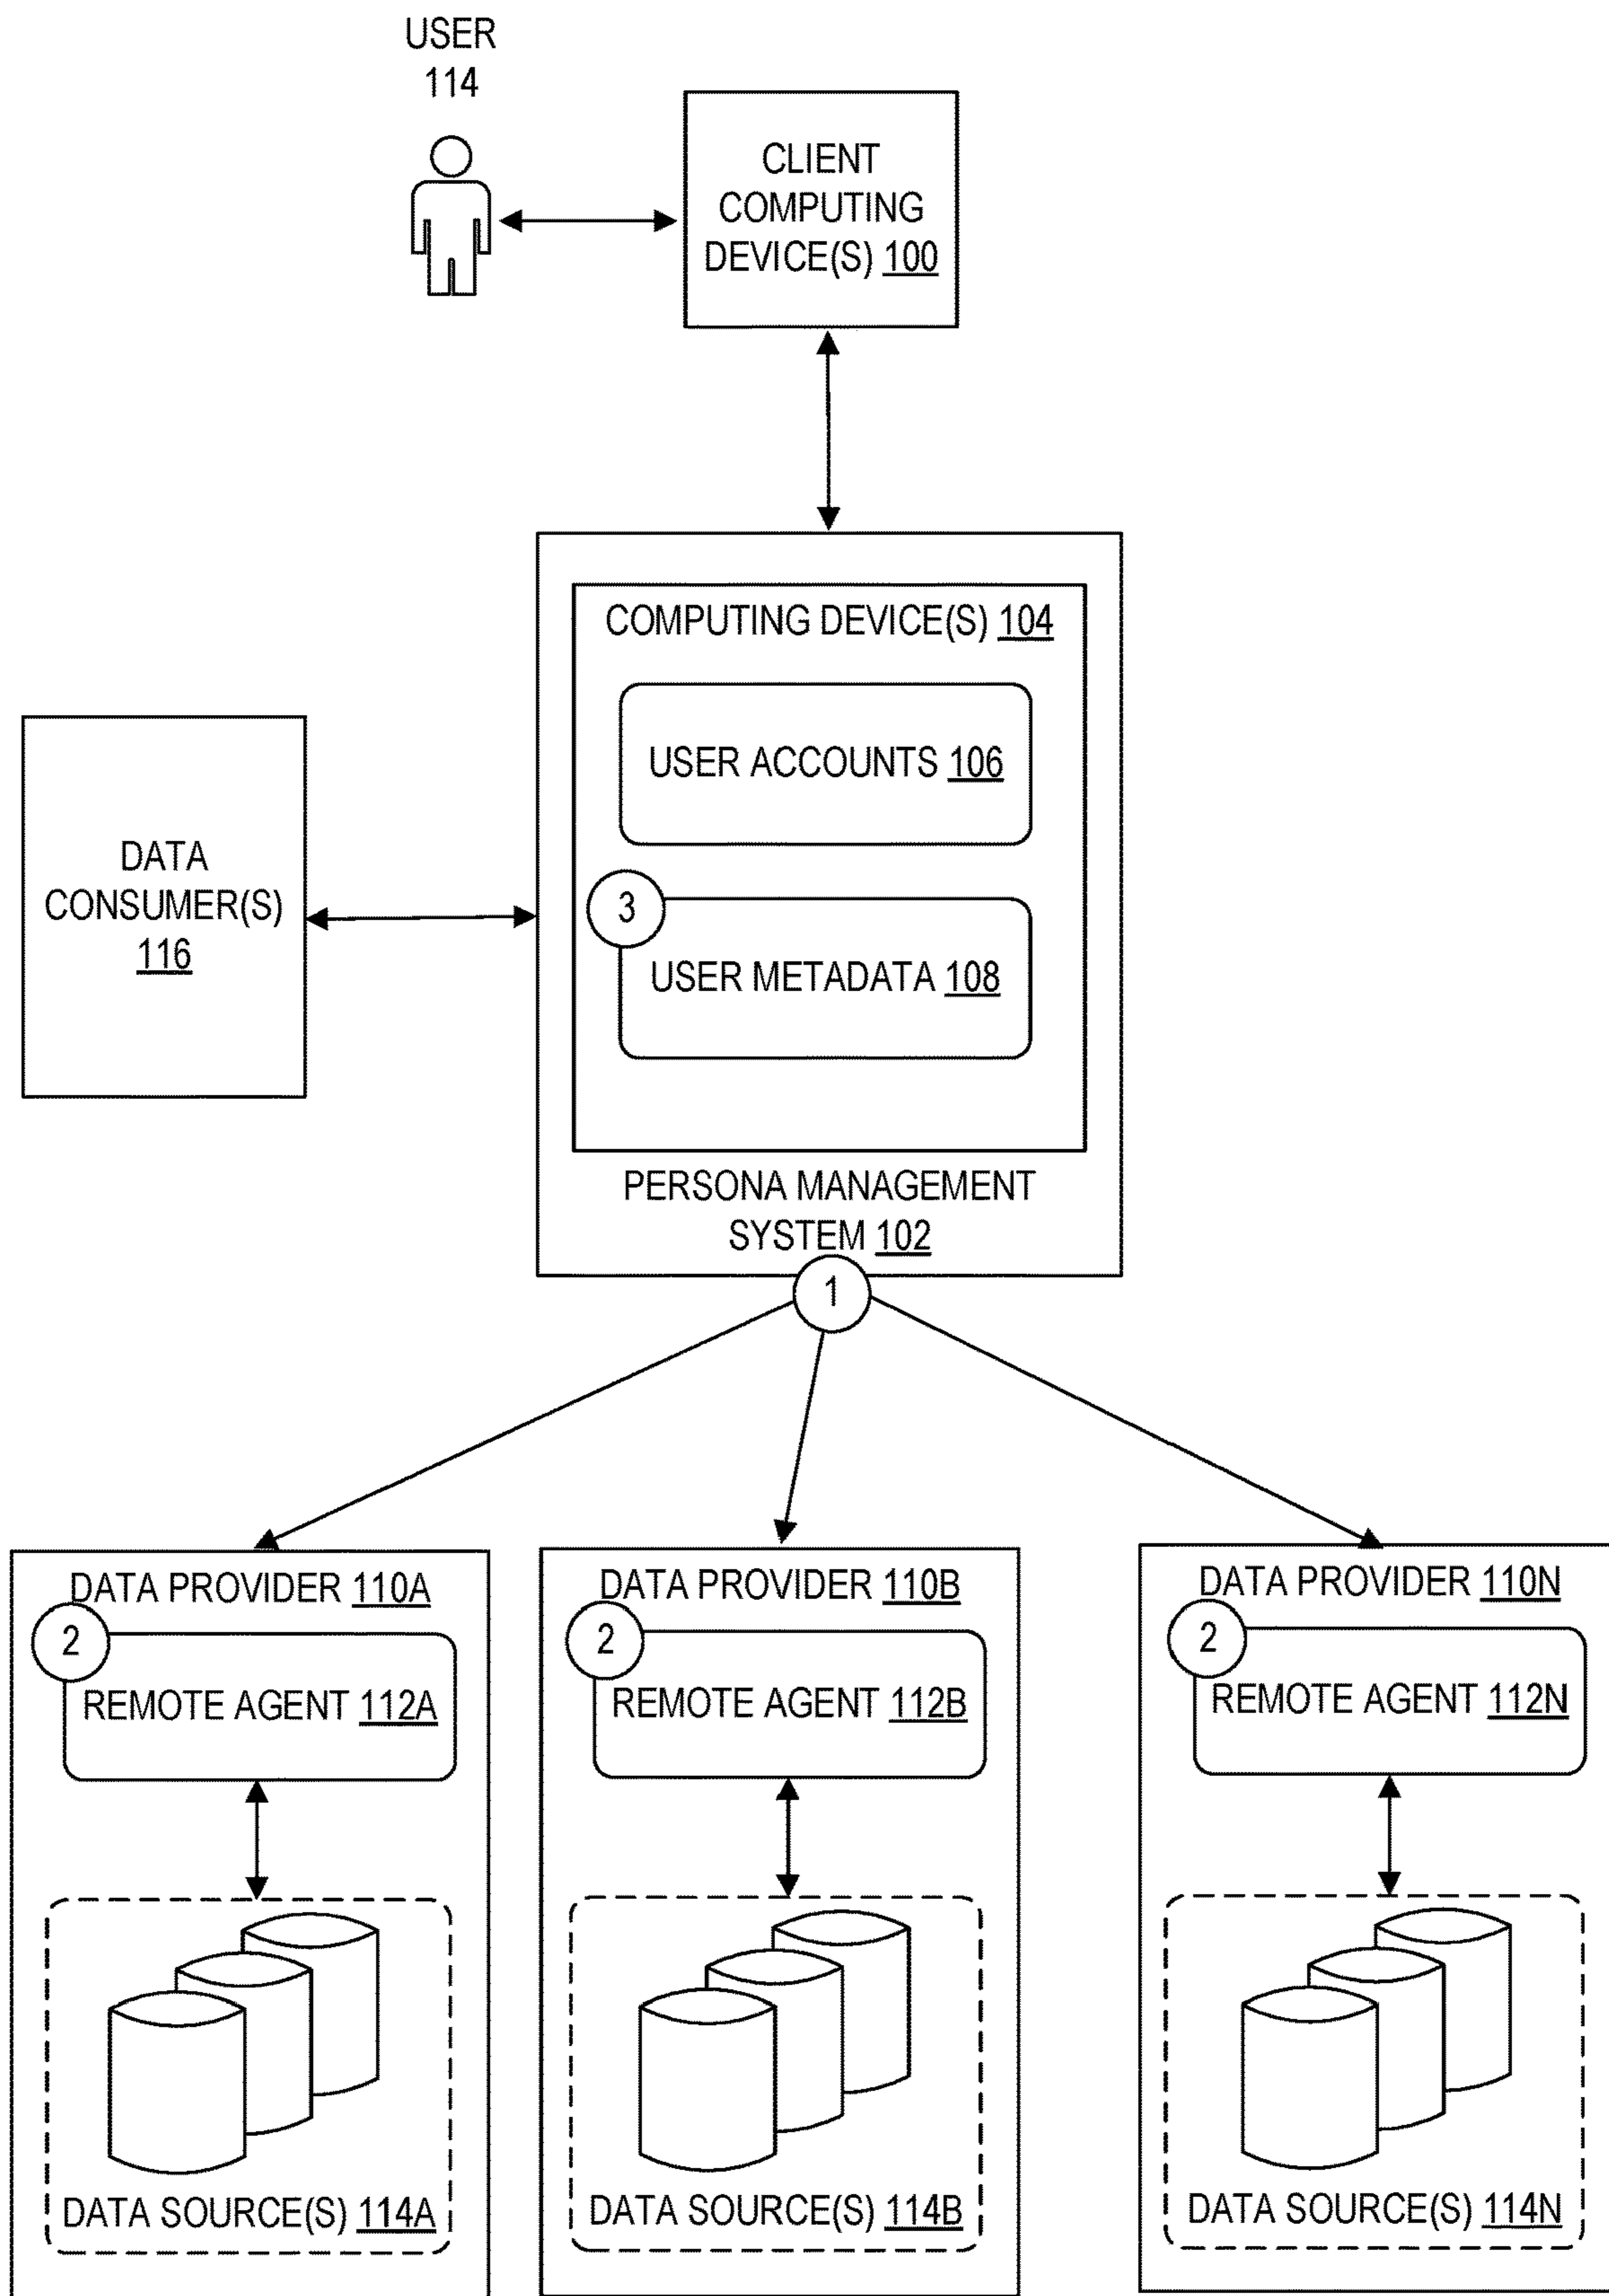 USER
114
CLIENT
COMPUTING
DEVICE(S) 100
COMPUTING DEVICE(S) 104
USER ACCOUNTS 106
DATA
CONSUMER(S)
116
3
USER METADATA 108
PERSONA MANAGEMENT
SYSTEM 102
1
DATA PROVIDER 110A
2
REMOTE AGENT 112A
DATA SOURCE(S) 114A
DATA PROVIDER 110B
2
REMOTE AGENT 112B
DATA SOURCE(S) 114B
DATA PROVIDER 110N
2
REMOTE AGENT 112N
DATA SOURCE(S) 114N